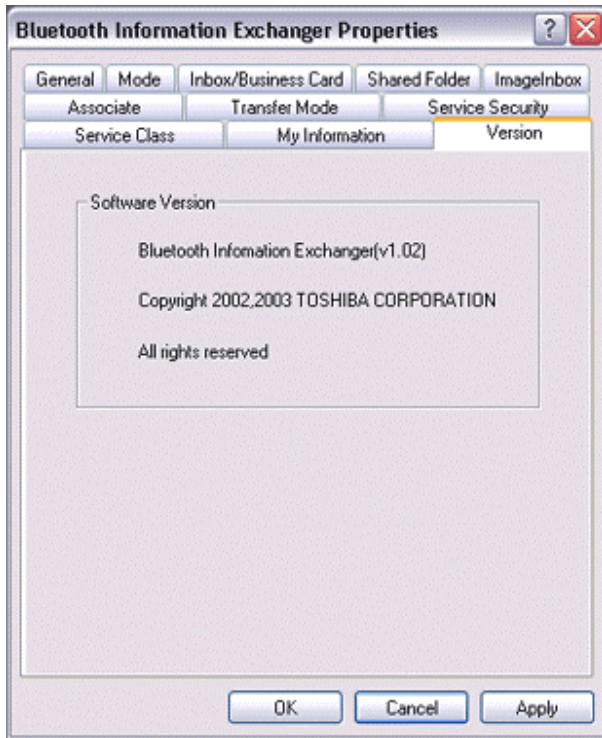 Bluetooth Information Exchanger Properties
General Mode Inbox/Business Card Shared Folder ImageInbox
Associate Transfer Mode Service Security
Service Class My Information Version
Software Version
Bluetooth Infomation Exchanger(v1.02)
Copyright 2002,2003 TOSHIBA CORPORATION
All rights reserved
OK Cancel Apply